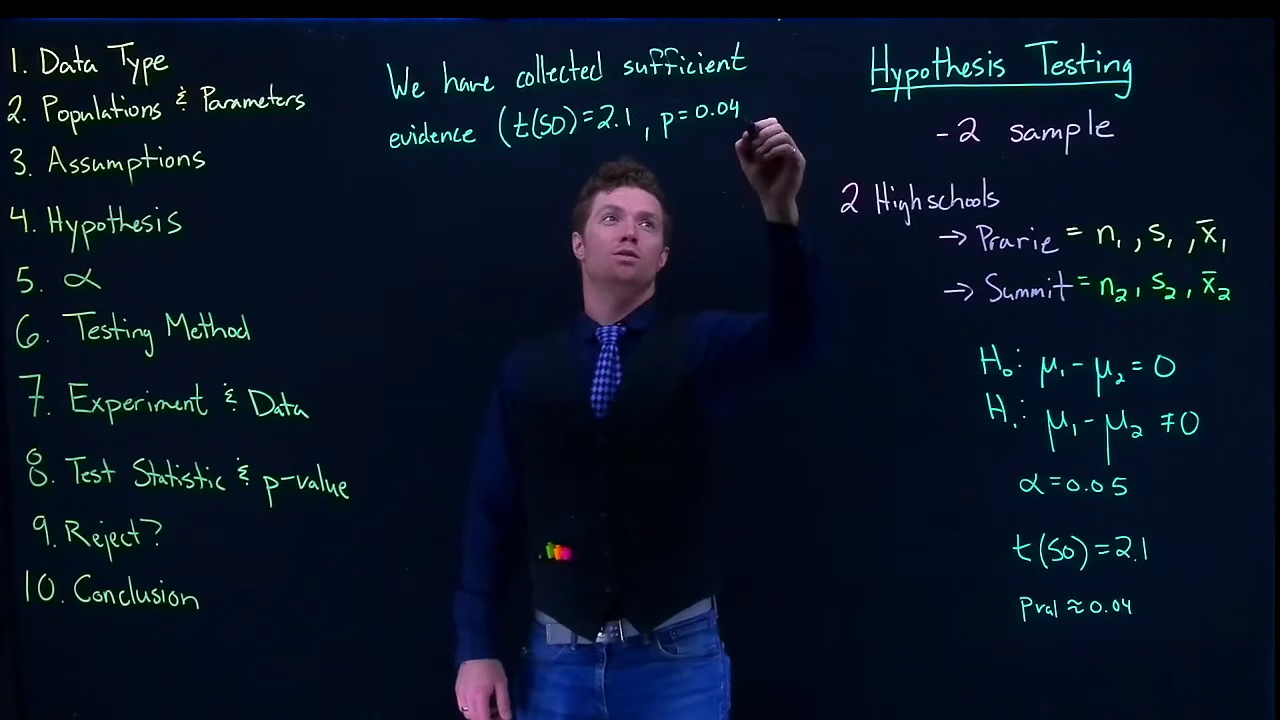 1. Data Type
2. Populations & Parameters
3. Assumptions
4. Hypothesis
5. α
6. Testing Method
7. Experiment & Data
8. Test Statistic & p-value
9. Reject?
10. Conclusion
We have collected sufficient
evidence (t(50)=2.1, p=0.04
Hypothesis Testing
-2 sample
2 Highschools
→ Prarie = n₁, s₁, x̄₁
→ Summit = n₂, s₂, x̄₂
H₀: μ₁-μ₂=0
H₁: μ₁-μ₂≠0
α=0.05
t(50)=2.1
Pval≈0.04